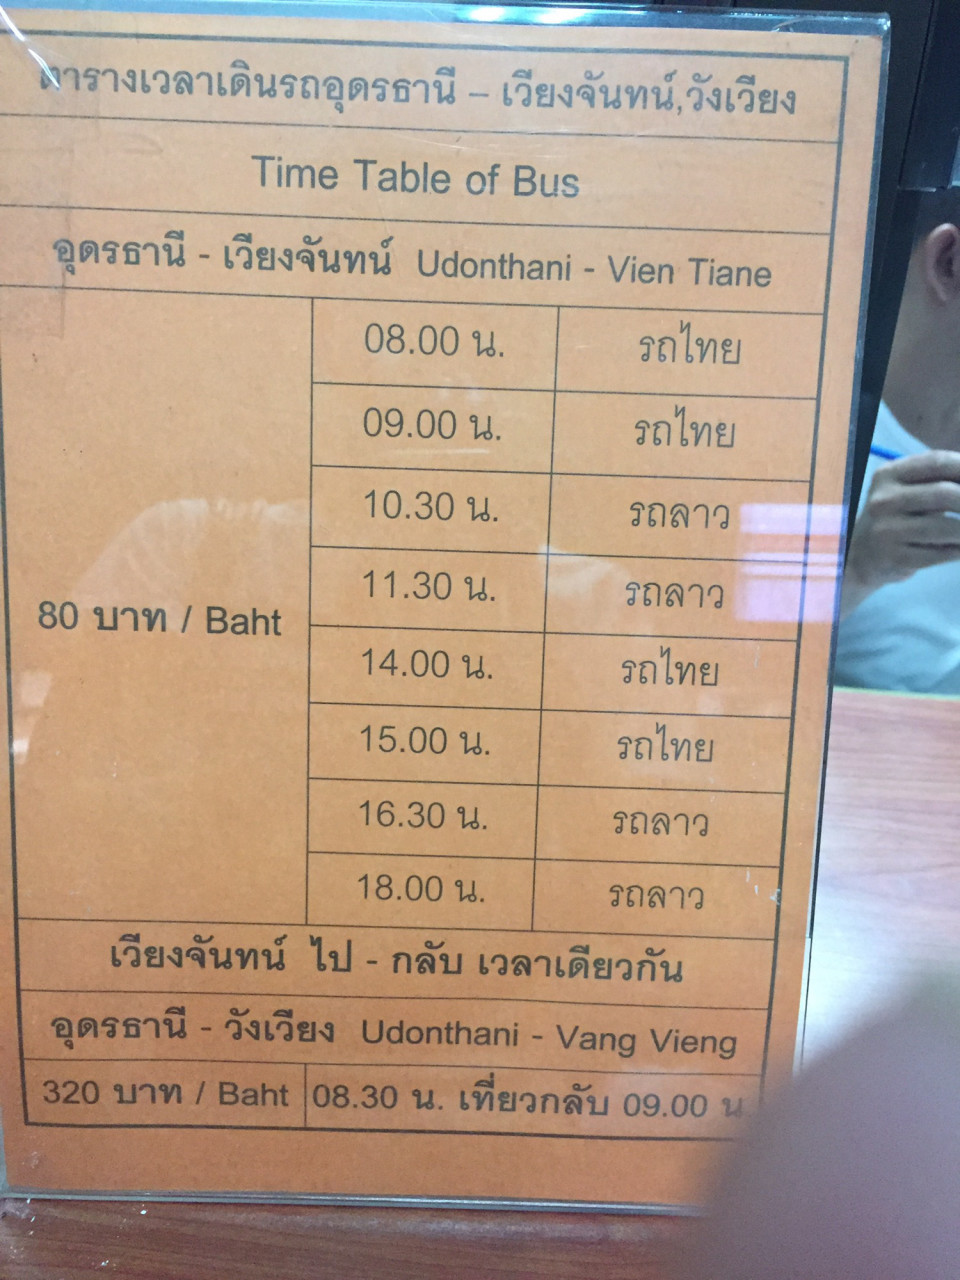 ตารางเวลาเดินรถอุดรธานี – เวียงจันทน์,วังเวียง
Time Table of Bus
อุดรธานี - เวียงจันทน์ Udonthani - Vien Tiane
08.00 น. รถไทย
09.00 น. รถไทย
10.30 น. รถลาว
11.30 น. รถลาว
80 บาท / Baht
14.00 น. รถไทย
15.00 น. รถไทย
16.30 น. รถลาว
18.00 น. รถลาว
เวียงจันทน์ ไป - กลับ เวลาเดียวกัน
อุดรธานี - วังเวียง Udonthani - Vang Vieng
320 บาท / Baht 08.30 น. เที่ยวกลับ 09.00 น